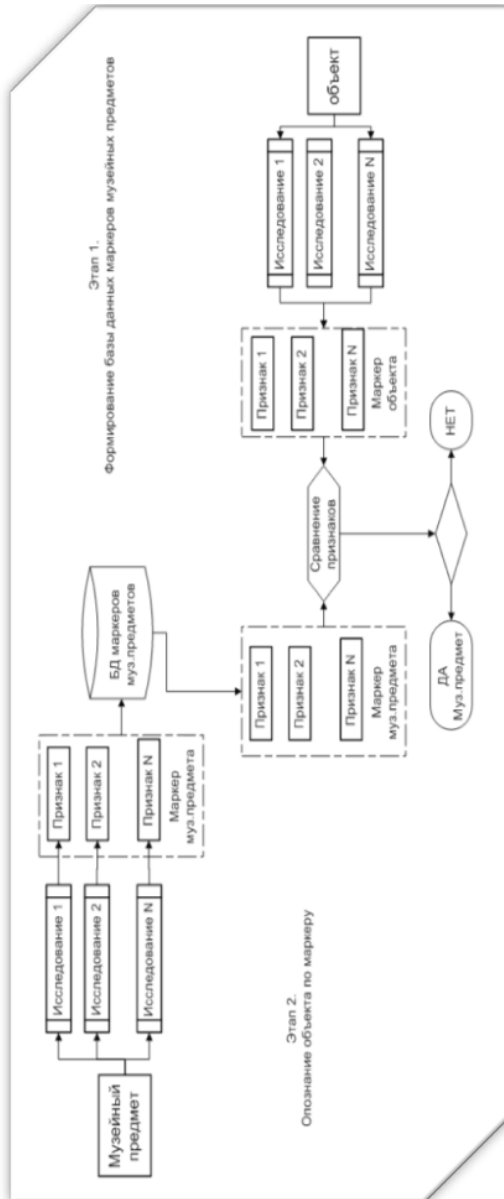 Этап 1.
Формирование базы данных маркеров музейных предметов
Музейный
предмет
Исследование 1
Исследование 2
Исследование N
Признак 1
Признак 2
Признак N
Маркер
муз.предмета
БД маркеров
муз.предметов
Этап 2.
Опознание объекта по маркеру
Признак 1
Признак 2
Признак N
Маркер
муз.предмета
Сравнение
признаков
Признак 1
Признак 2
Признак N
Маркер
объекта
Исследование 1
Исследование 2
Исследование N
объект
ДА
Муз.предмет
НЕТ